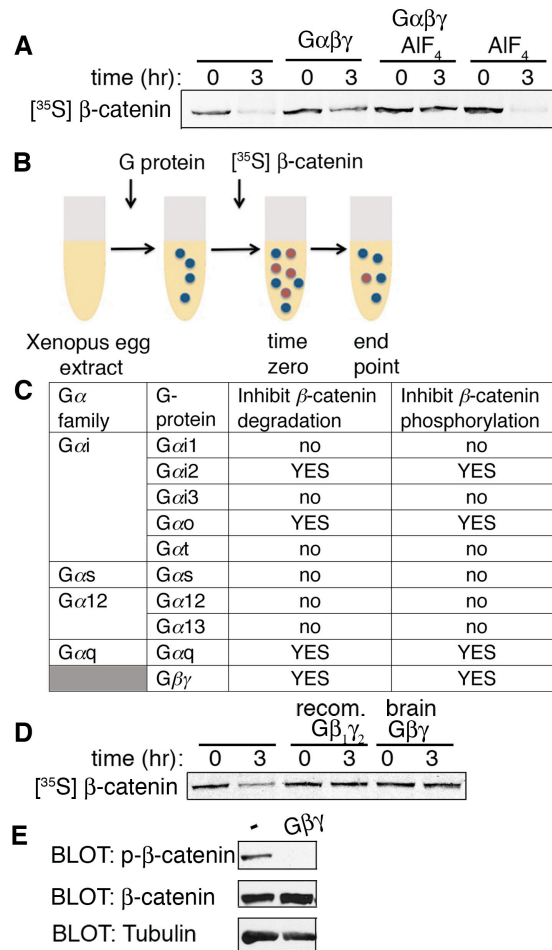 A
Gαβγ
Gαβγ AlF4
AlF4
time (hr): 0 3 0 3 0 3 0 3
[³⁵S] β-catenin
B
G protein [³⁵S] β-catenin
Xenopus egg extract
time zero
end point
C
Gα family G-protein Inhibit β-catenin degradation Inhibit β-catenin phosphorylation
Gαi Gαi1 no no
Gαi2 YES YES
Gαi3 no no
Gαo YES YES
Gαt no no
Gαs Gαs no no
Gα12 Gα12 no no
Gα13 no no
Gαq Gαq YES YES
Gβγ YES YES
D
recom. Gβ₁γ₂
brain Gβγ
time (hr): 0 3 0 3 0 3
[³⁵S] β-catenin
E
- Gβγ
BLOT: p-β-catenin
BLOT: β-catenin
BLOT: Tubulin